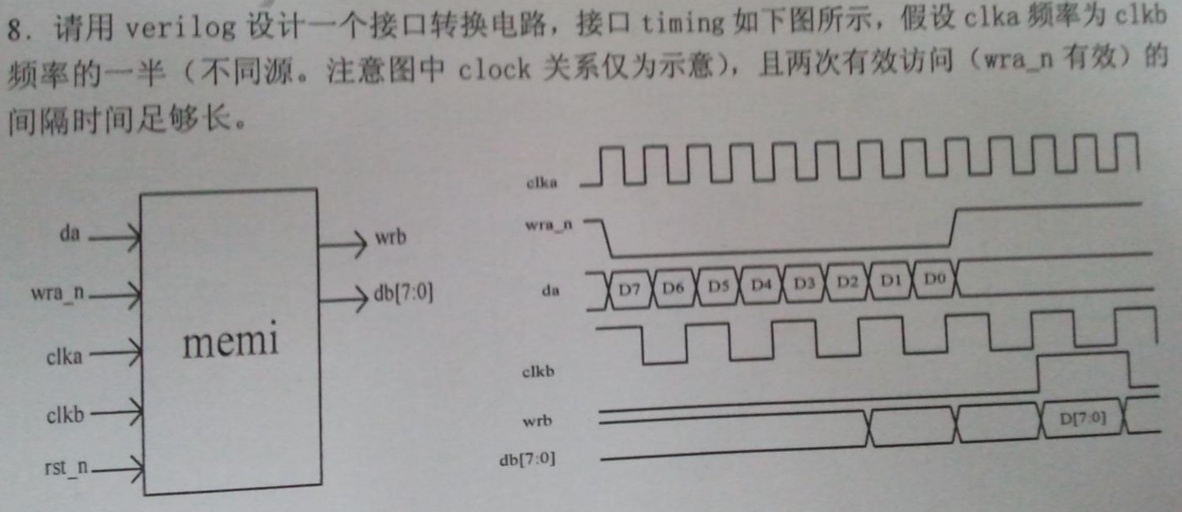 8. 请用 verilog 设计一个接口转换电路，接口 timing 如下图所示，假设 clka 频率为 clkb
频率的一半（不同源。注意图中 clock 关系仅为示意），且两次有效访问（wra_n 有效）的
间隔时间足够长。
da
wra_n
clka
clkb
rst_n
memi
wrb
db[7:0]
clka
wra_n
da
D7 D6 D5 D4 D3 D2 D1 D0
clkb
wrb
D[7:0]
db[7:0]